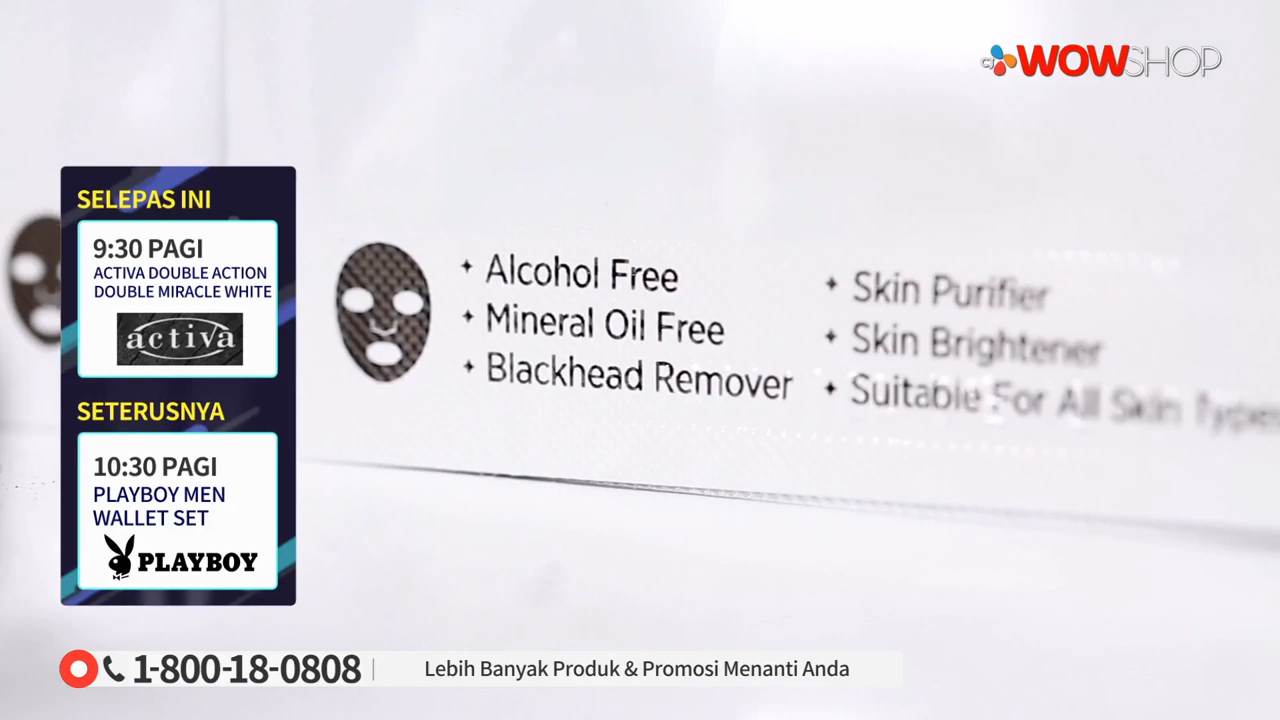 CJ WOWSHOP
SELEPAS INI
9:30 PAGI
ACTIVA DOUBLE ACTION
DOUBLE MIRACLE WHITE
activa
SETERUSNYA
10:30 PAGI
PLAYBOY MEN
WALLET SET
PLAYBOY
Alcohol Free
Mineral Oil Free
Blackhead Remover
Skin Purifier
Skin Brightener
Suitable For All Skin Types
1-800-18-0808
Lebih Banyak Produk & Promosi Menanti Anda